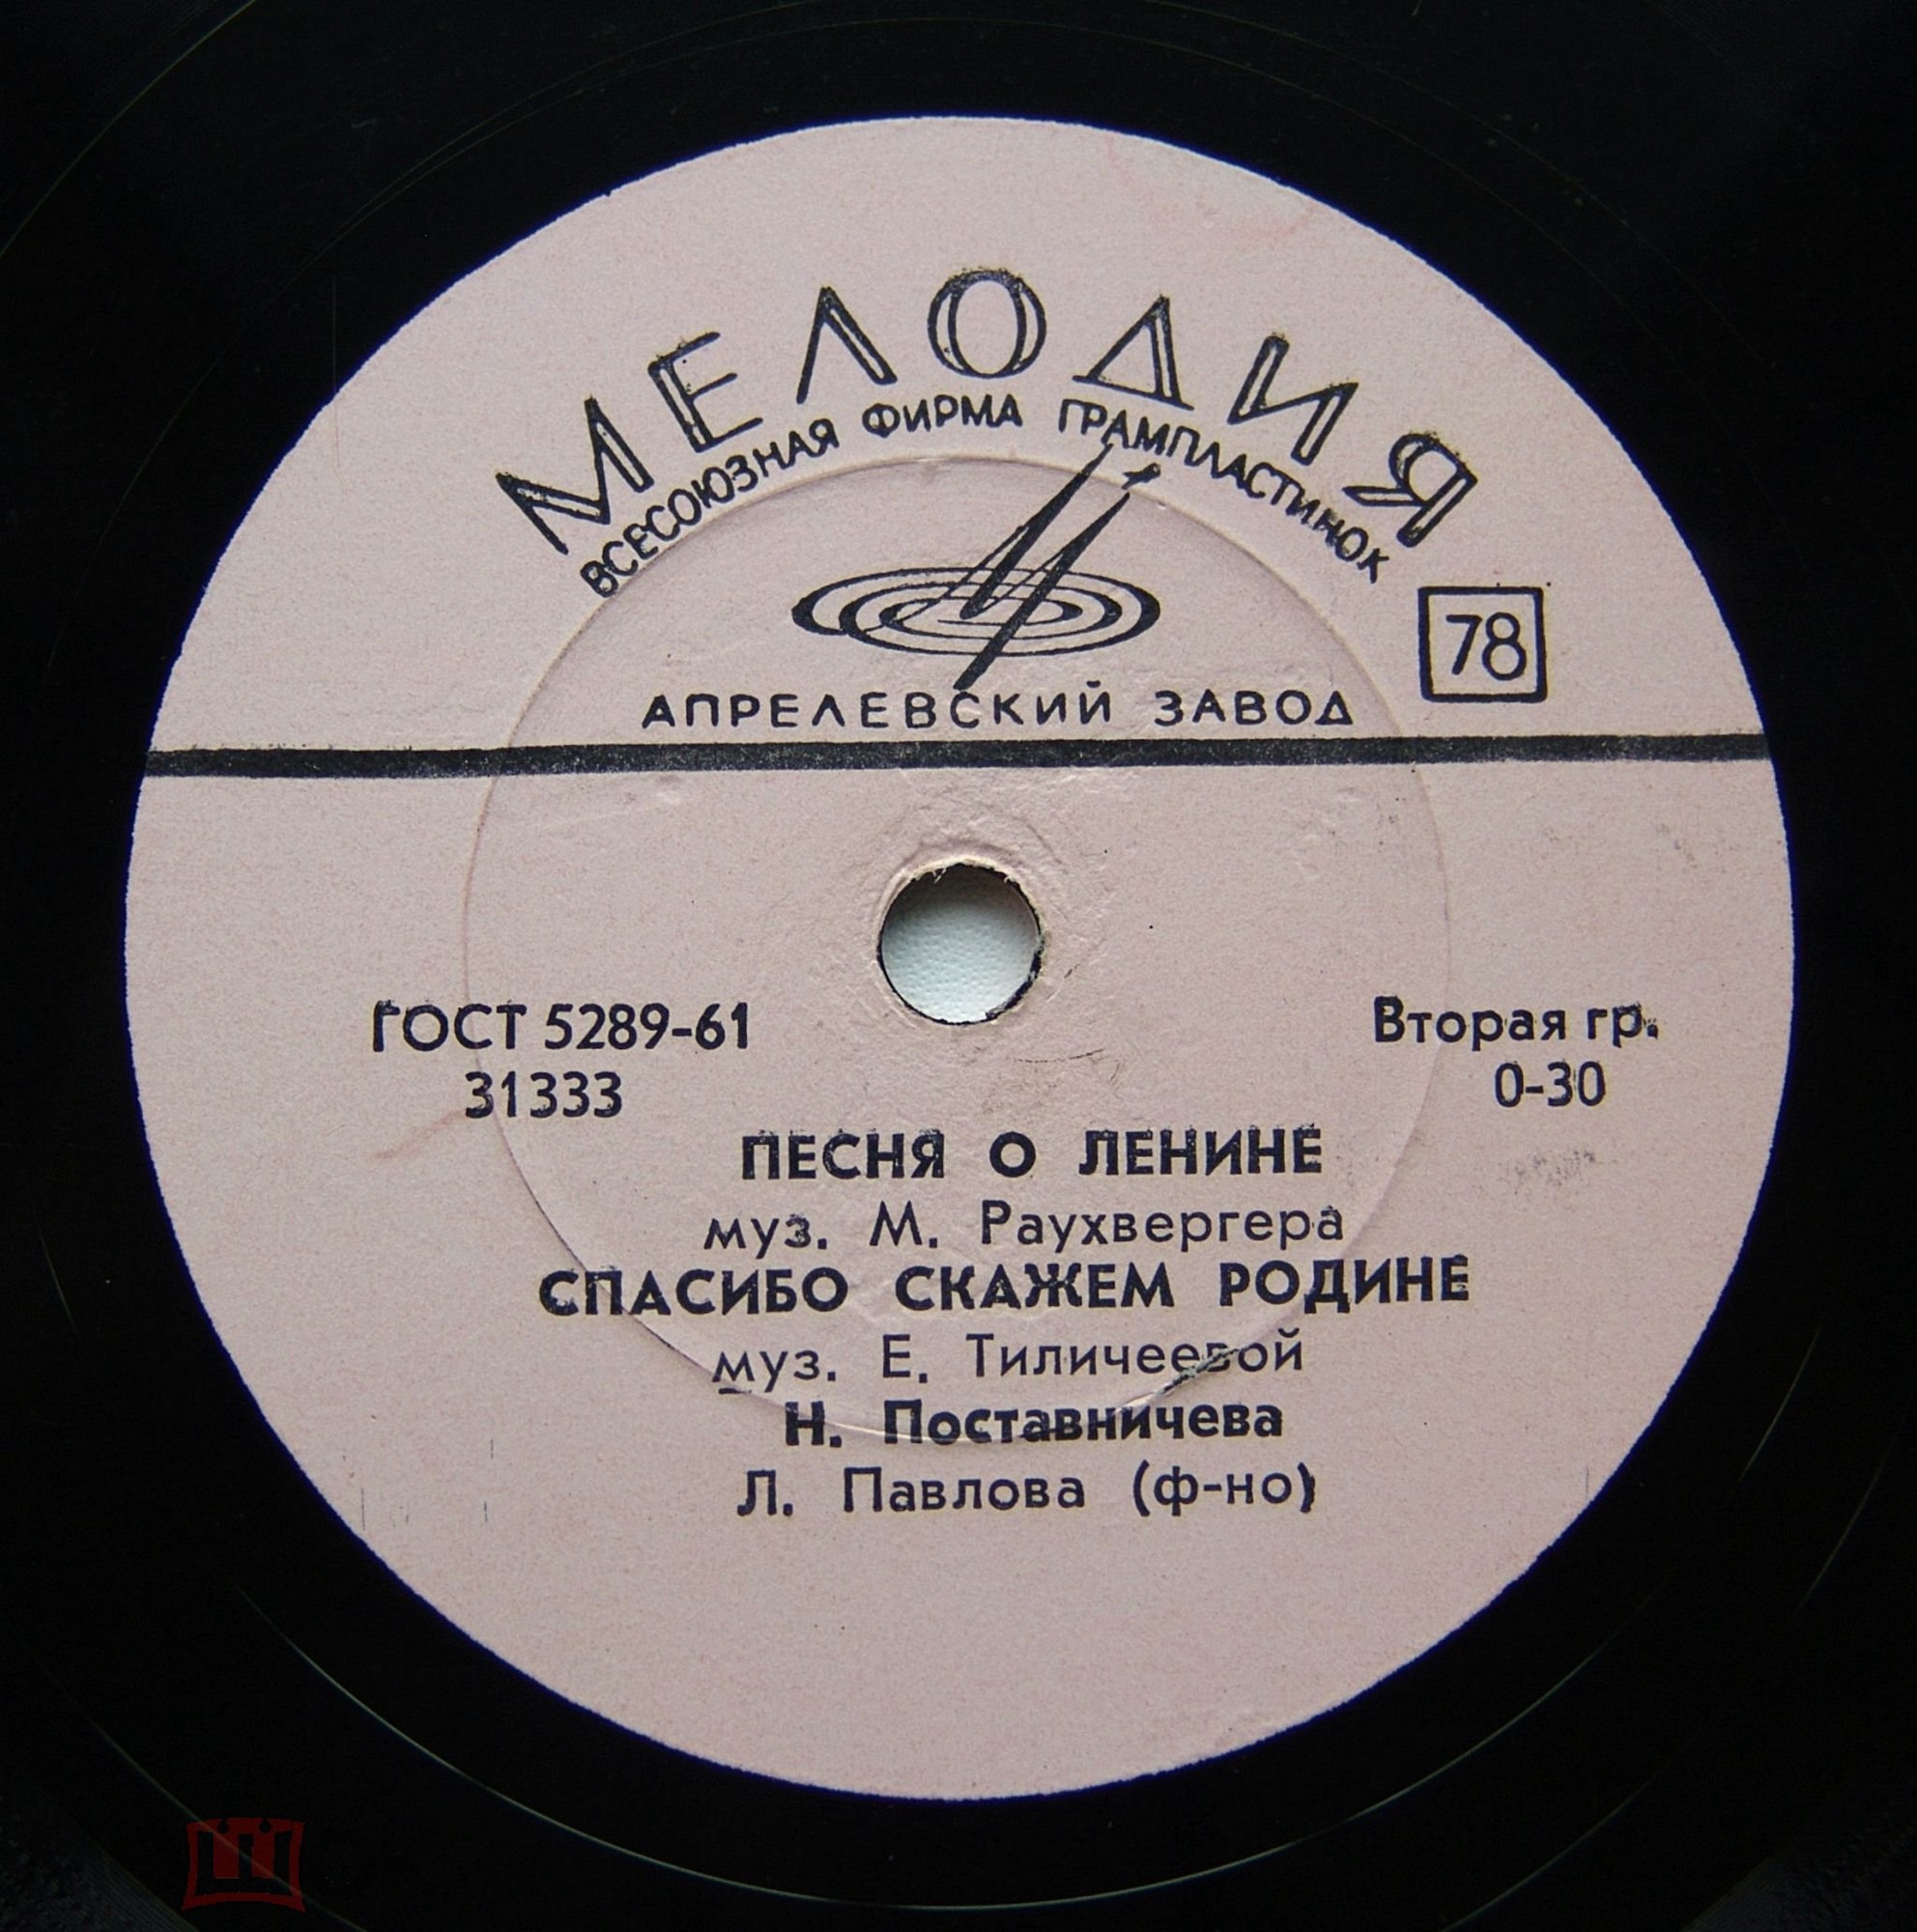 МЕЛОДИЯ
ВСЕСОЮЗНАЯ ФИРМА ГРАМПЛАСТИНОК
78
АПРЕЛЕВСКИЙ ЗАВОД
ГОСТ 5289-61
31333
Вторая гр.
0-30
ПЕСНЯ О ЛЕНИНЕ
муз. М. Раухвергера
СПАСИБО СКАЖЕМ РОДИНЕ
муз. Е. Тиличеевой
Н. Поставничева
Л. Павлова (ф-но)